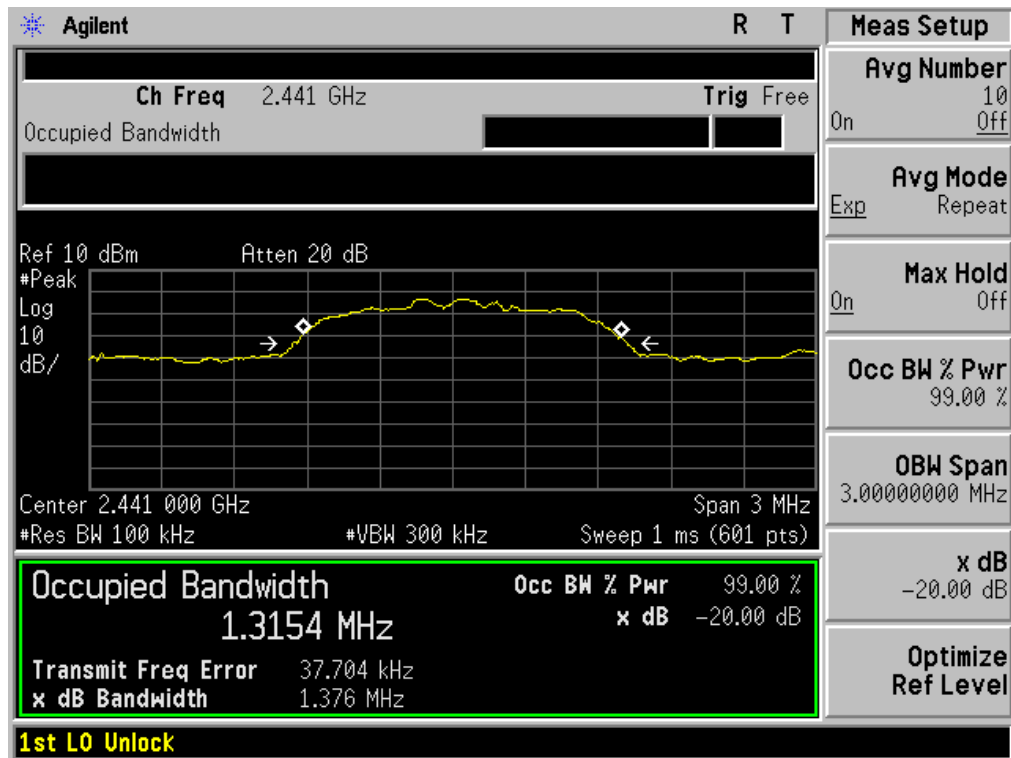 Agilent R T Meas Setup
Avg Number
10
On Off
Ch Freq 2.441 GHz Trig Free
Occupied Bandwidth
Avg Mode
Exp Repeat
Ref 10 dBm Atten 20 dB
#Peak
Log
10
dB/
Max Hold
On Off
Occ BW % Pwr
99.00 %
OBW Span
3.00000000 MHz
Center 2.441 000 GHz Span 3 MHz
#Res BW 100 kHz #VBW 300 kHz Sweep 1 ms (601 pts)
x dB
-20.00 dB
Occupied Bandwidth Occ BW % Pwr 99.00 %
1.3154 MHz x dB -20.00 dB
Transmit Freq Error 37.704 kHz
x dB Bandwidth 1.376 MHz
Optimize
Ref Level
1st LO Unlock